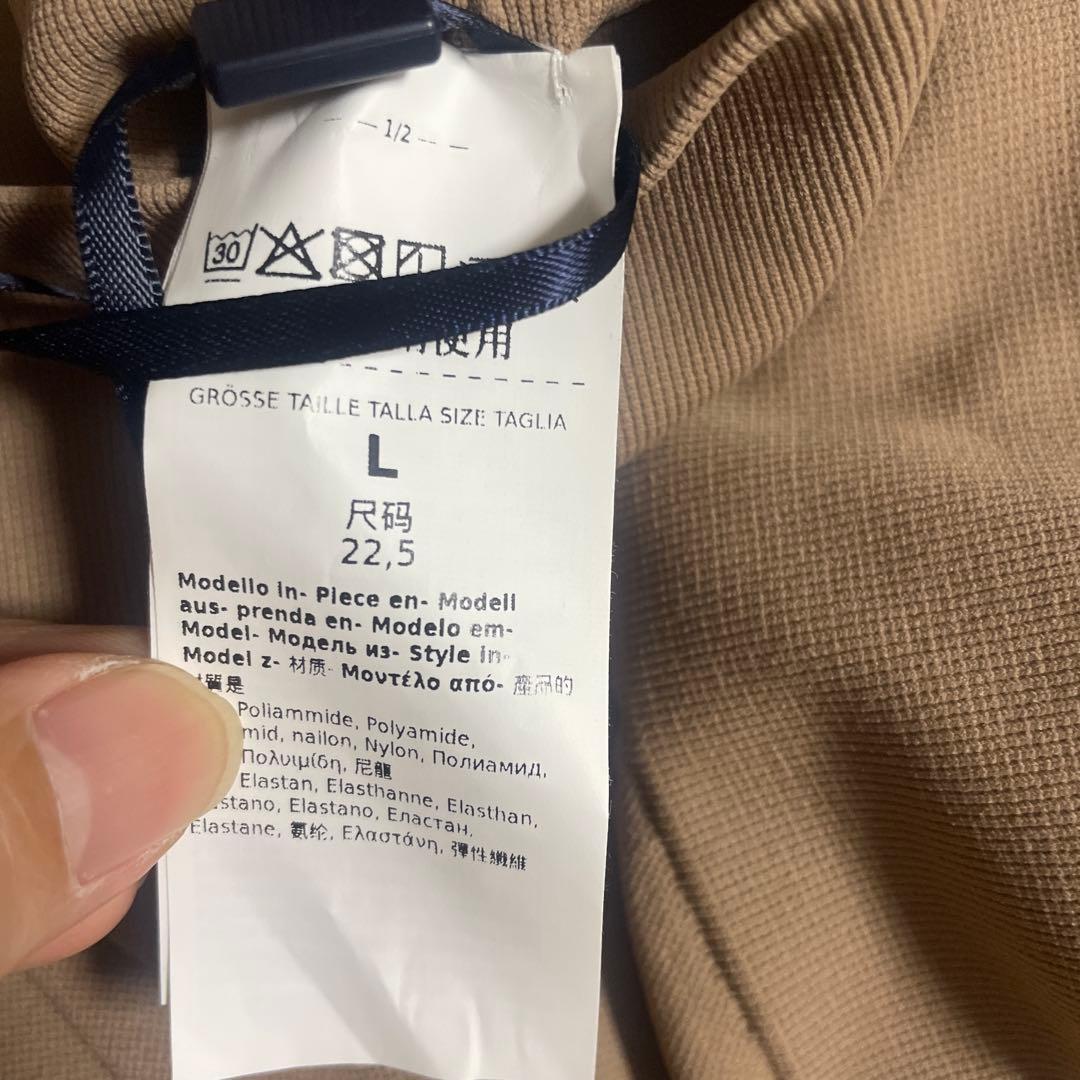 1/2
30
使用
GRÖSSE TAILLE TALLA SIZE TAGLIA
L
尺码
22,5
Modello in- Piece en- Modell
aus- prenda en- Modelo em-
Model- Модель из- Style in-
Model z- 材质- Μοντέλο από- 產品的
質是
Poliammide, Polyamide,
mid, nailon, Nylon, Полиамид,
Πολυιμίδη, 尼龍
Elastan, Elasthanne, Elasthan,
stano, Elastano, Еластан,
Elastane, 氨纶, Ελαστάνη, 彈性纖維